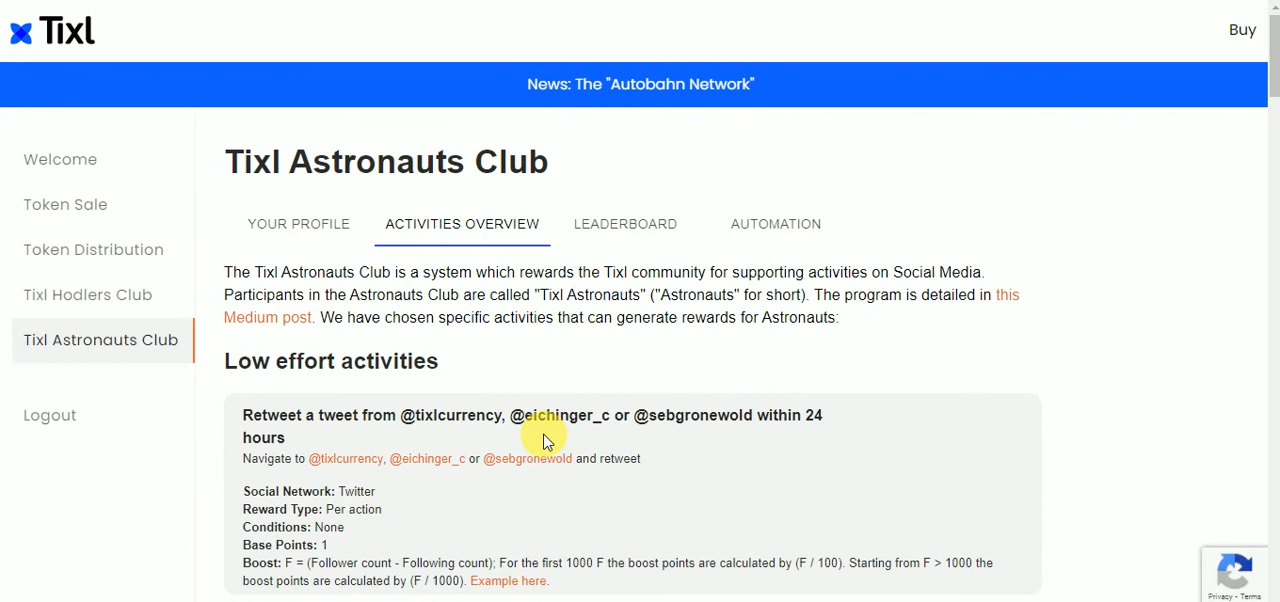 Tixl
Buy
News: The "Autobahn Network"
Welcome
Token Sale
Token Distribution
Tixl Hodlers Club
Tixl Astronauts Club
Logout
Tixl Astronauts Club
YOUR PROFILE
ACTIVITIES OVERVIEW
LEADERBOARD
AUTOMATION
The Tixl Astronauts Club is a system which rewards the Tixl community for supporting activities on Social Media.
Participants in the Astronauts Club are called "Tixl Astronauts" ("Astronauts" for short). The program is detailed in this
Medium post. We have chosen specific activities that can generate rewards for Astronauts:
Low effort activities
Retweet a tweet from @tixlcurrency, @eichinger_c or @sebgronewold within 24
hours
Navigate to @tixlcurrency, @eichinger_c or @sebgronewold and retweet
Social Network: Twitter
Reward Type: Per action
Conditions: None
Base Points: 1
Boost: F = (Follower count - Following count); For the first 1000 F the boost points are calculated by (F / 100). Starting from F > 1000 the
boost points are calculated by (F / 1000). Example here.
Privacy - Terms